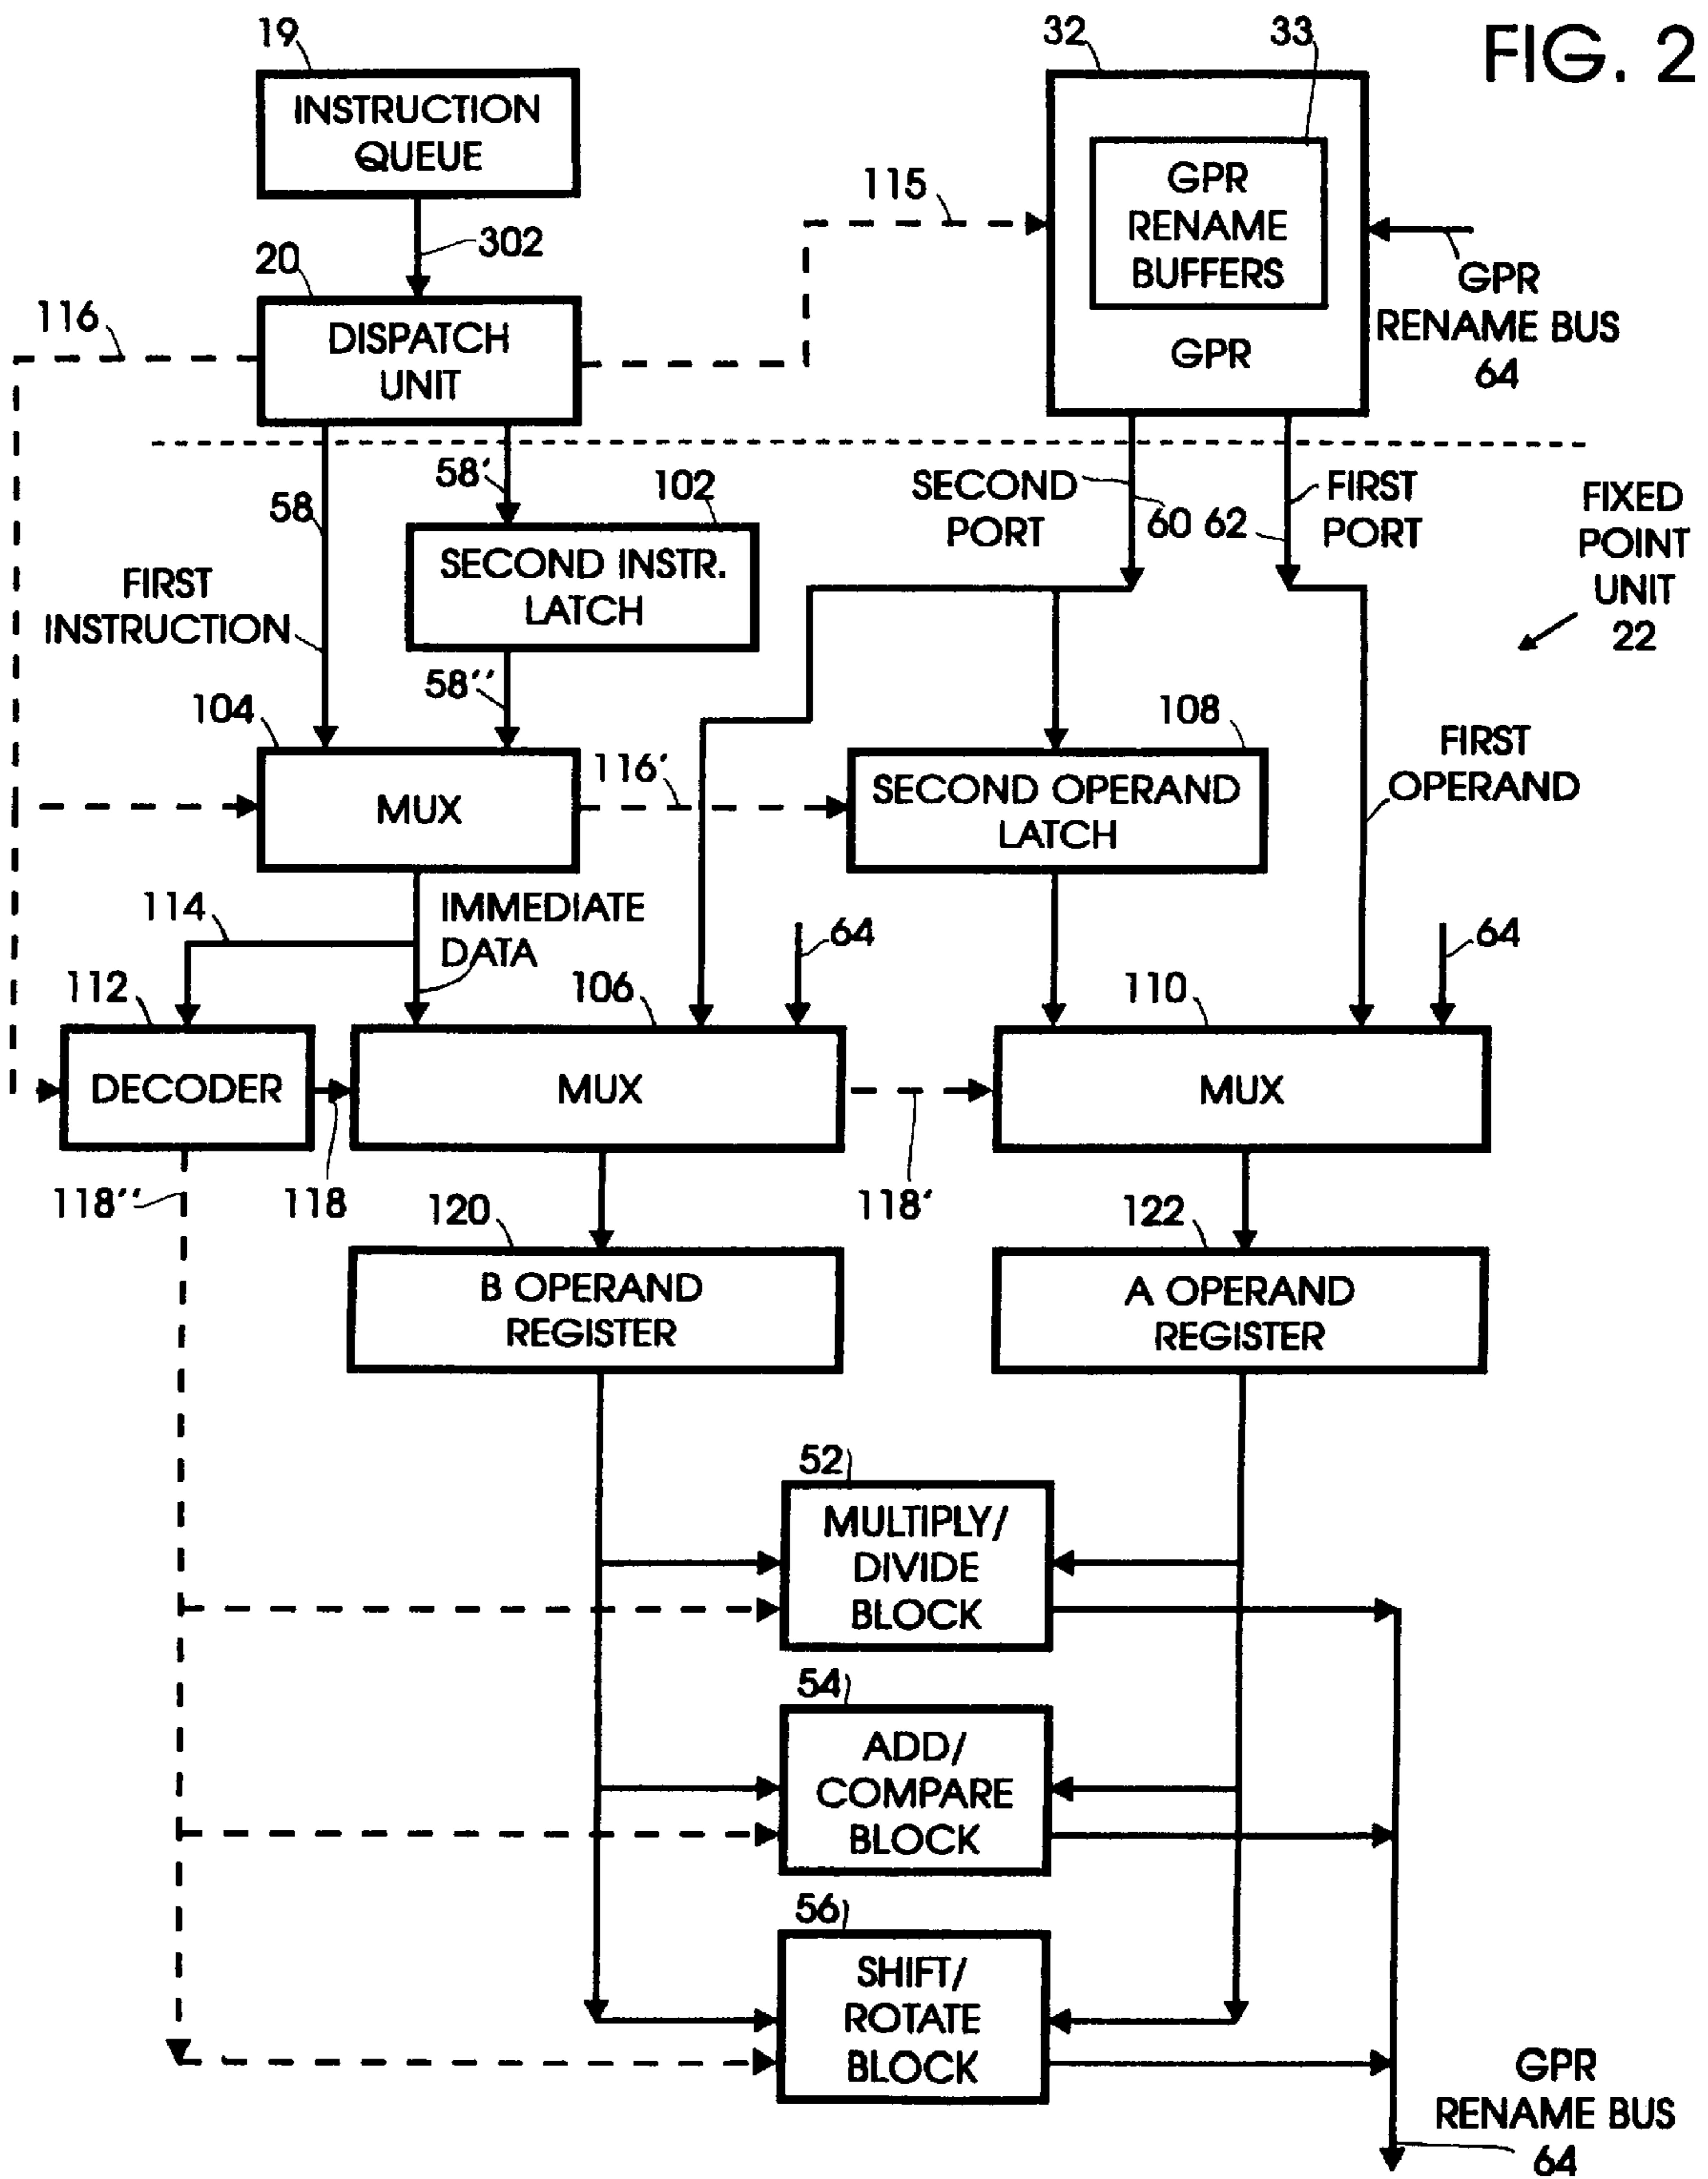 FIG. 2
19
32
33
INSTRUCTION
QUEUE
GPR
RENAME
BUFFERS
GPR
115
302
20
GPR
RENAME BUS
64
116
DISPATCH
UNIT
58'
102
58
SECOND
PORT
60
62
FIRST
PORT
FIXED
POINT
UNIT
22
SECOND INSTR.
LATCH
FIRST
INSTRUCTION
58''
104
108
116'
FIRST
OPERAND
MUX
SECOND OPERAND
LATCH
114
IMMEDIATE
DATA
64
64
112
106
110
DECODER
MUX
MUX
118''
118
118'
120
122
B OPERAND
REGISTER
A OPERAND
REGISTER
52
MULTIPLY/
DIVIDE
BLOCK
54
ADD/
COMPARE
BLOCK
56
SHIFT/
ROTATE
BLOCK
GPR
RENAME BUS
64